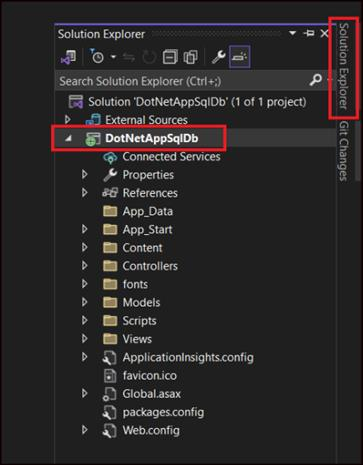 Solution Explorer
Search Solution Explorer (Ctrl+;)
Solution 'DotNetAppSqlDb' (1 of 1 project)
External Sources
DotNetAppSqlDb
Connected Services
Properties
References
App_Data
App_Start
Content
Controllers
fonts
Models
Scripts
Views
ApplicationInsights.config
favicon.ico
Global.asax
packages.config
Web.config
Solution Explorer
Git Changes